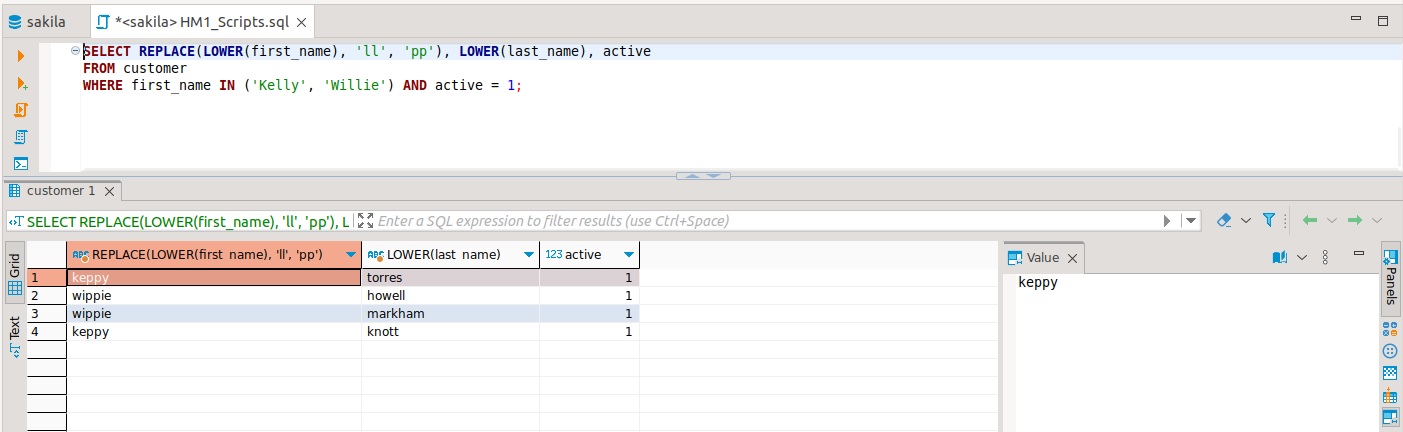 sakila
*<sakila> HM1_Scripts.sql
SELECT REPLACE(LOWER(first_name), 'll', 'pp'), LOWER(last_name), active
FROM customer
WHERE first_name IN ('Kelly', 'Willie') AND active = 1;
customer 1
SELECT REPLACE(LOWER(first_name), 'll', 'pp'), L
Enter a SQL expression to filter results (use Ctrl+Space)
Grid
Text
ABC REPLACE(LOWER(first_name), 'll', 'pp') ABC LOWER(last_name) 123 active
1 keppy torres 1
2 wippie howell 1
3 wippie markham 1
4 keppy knott 1
Value
keppy
Panels